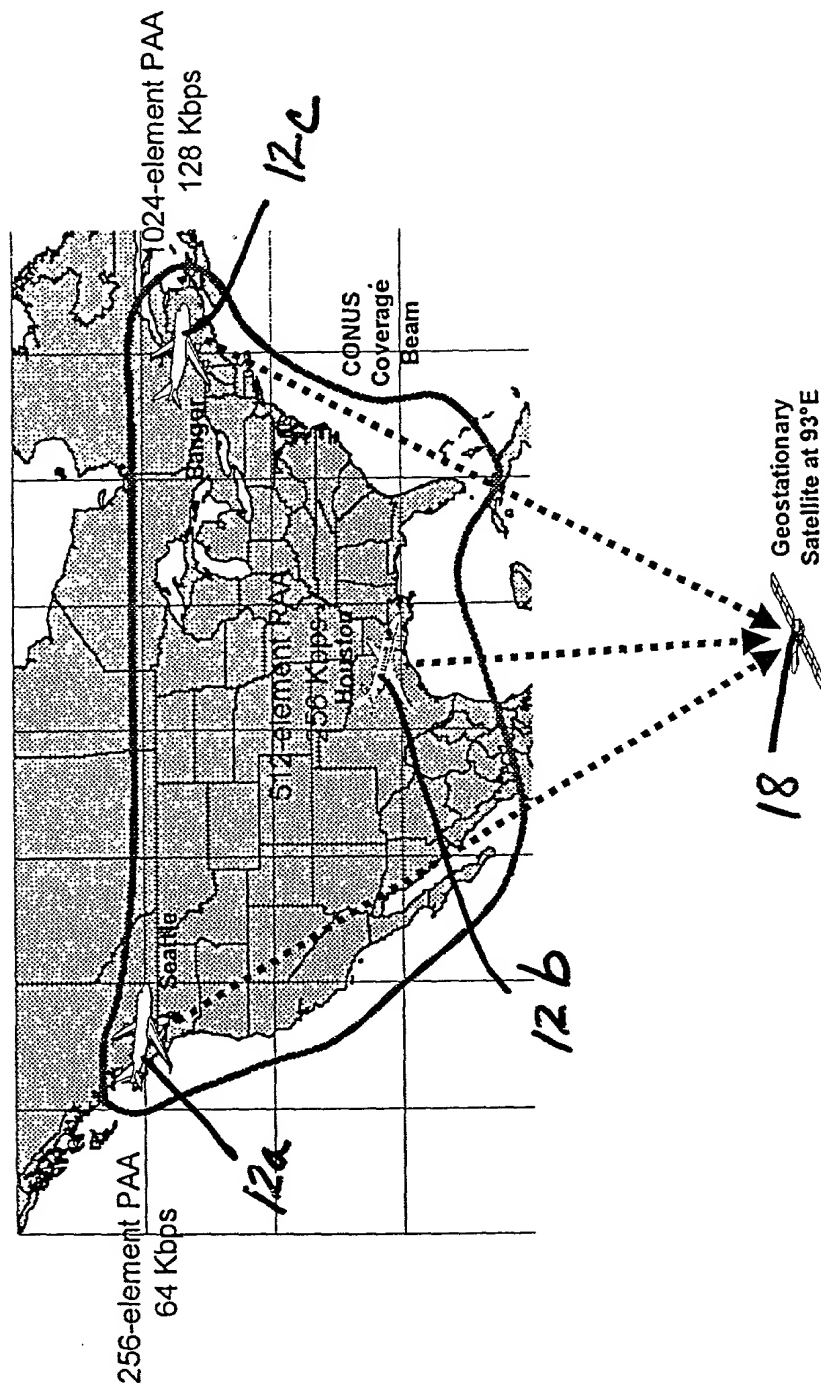 256-element PAA
64 Kbps
12a
Seattle
512-element PAA
256 Kbps
Houston
12b
Bangor
1024-element PAA
128 Kbps
12c
CONUS
Coverage
Beam
18
Geostationary
Satellite at 93°E